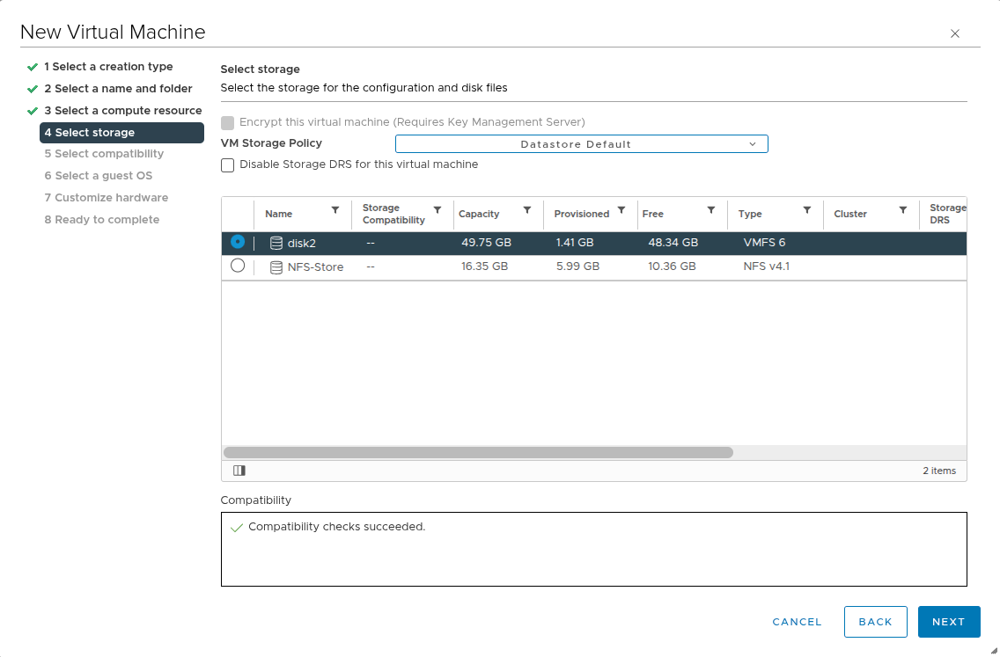 New Virtual Machine
1 Select a creation type
2 Select a name and folder
3 Select a compute resource
4 Select storage
5 Select compatibility
6 Select a guest OS
7 Customize hardware
8 Ready to complete
Select storage
Select the storage for the configuration and disk files
Encrypt this virtual machine (Requires Key Management Server)
VM Storage Policy Datastore Default
Disable Storage DRS for this virtual machine
Name Storage Compatibility Capacity Provisioned Free Type Cluster Storage DRS
disk2 -- 49.75 GB 1.41 GB 48.34 GB VMFS 6
NFS-Store -- 16.35 GB 5.99 GB 10.36 GB NFS v4.1
2 items
Compatibility
Compatibility checks succeeded.
CANCEL BACK NEXT